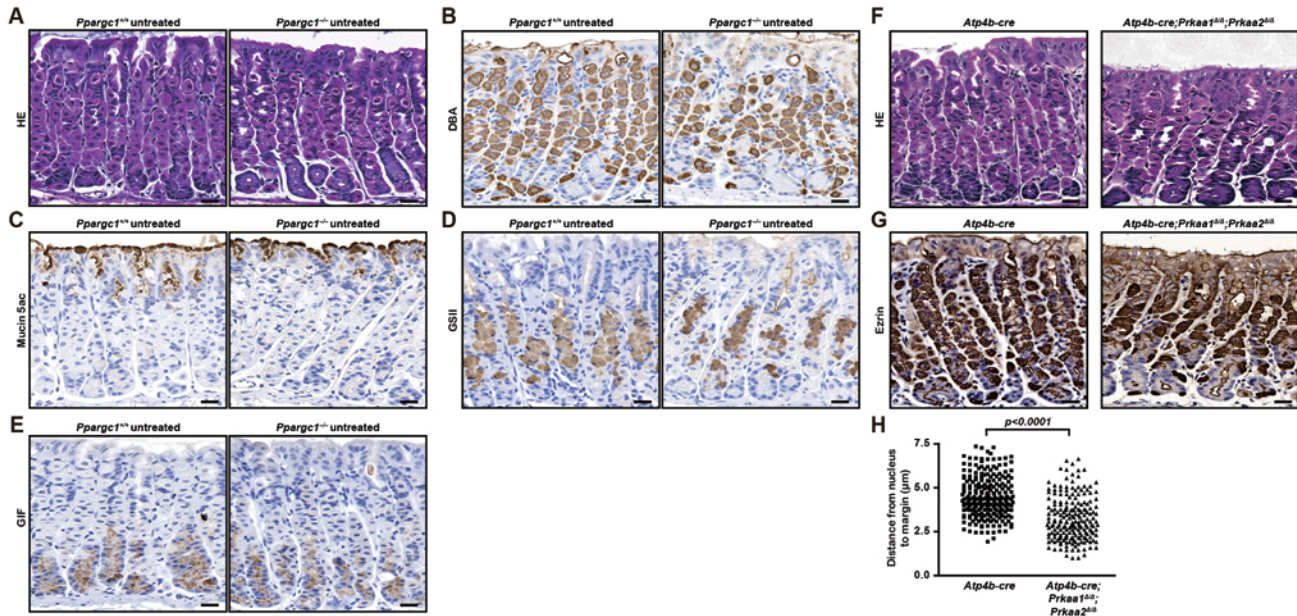 A
Ppargc1+/+ untreated
Ppargc1−/− untreated
HE
B
Ppargc1+/+ untreated
Ppargc1−/− untreated
DBA
F
Atp4b-cre
Atp4b-cre;Prkaa1Δ/Δ;Prkaa2Δ/Δ
HE
C
Ppargc1+/+ untreated
Ppargc1−/− untreated
Mucin 5ac
D
Ppargc1+/+ untreated
Ppargc1−/− untreated
GSII
G
Atp4b-cre
Atp4b-cre;Prkaa1Δ/Δ;Prkaa2Δ/Δ
Ezrin
E
Ppargc1+/+ untreated
Ppargc1−/− untreated
GIF
H
p<0.0001
Distance from nucleus
to margin (μm)
7.5
5.0
2.5
0
Atp4b-cre
Atp4b-cre;
Prkaa1Δ/Δ;
Prkaa2Δ/Δ